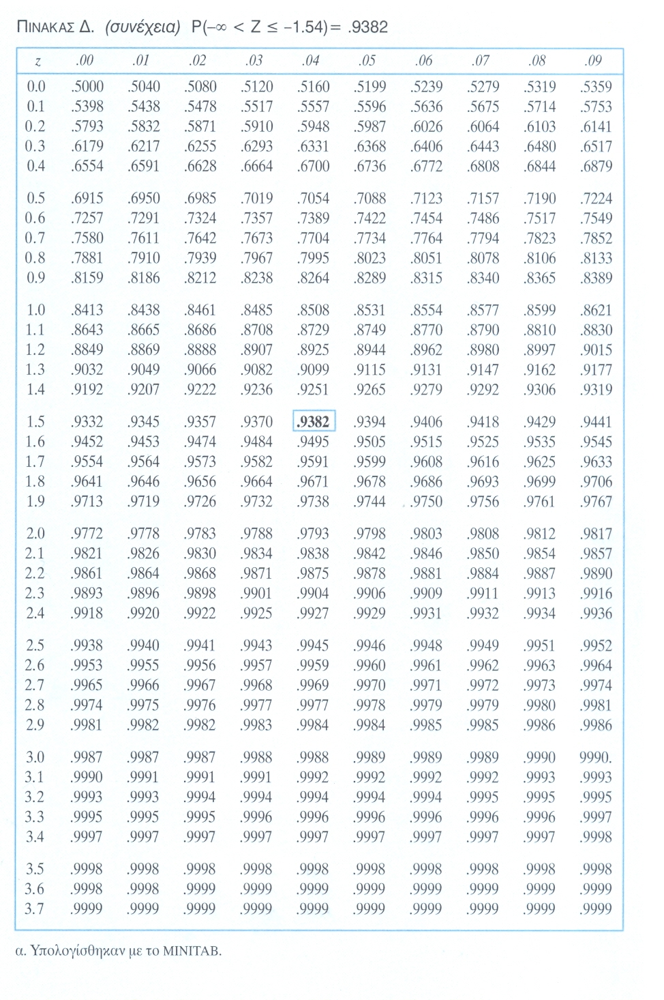 ΠΙΝΑΚΑΣ Δ. (συνέχεια) P(−∞ < Z ≤ −1.54)= .9382
z .00 .01 .02 .03 .04 .05 .06 .07 .08 .09
0.0 .5000 .5040 .5080 .5120 .5160 .5199 .5239 .5279 .5319 .5359
0.1 .5398 .5438 .5478 .5517 .5557 .5596 .5636 .5675 .5714 .5753
0.2 .5793 .5832 .5871 .5910 .5948 .5987 .6026 .6064 .6103 .6141
0.3 .6179 .6217 .6255 .6293 .6331 .6368 .6406 .6443 .6480 .6517
0.4 .6554 .6591 .6628 .6664 .6700 .6736 .6772 .6808 .6844 .6879
0.5 .6915 .6950 .6985 .7019 .7054 .7088 .7123 .7157 .7190 .7224
0.6 .7257 .7291 .7324 .7357 .7389 .7422 .7454 .7486 .7517 .7549
0.7 .7580 .7611 .7642 .7673 .7704 .7734 .7764 .7794 .7823 .7852
0.8 .7881 .7910 .7939 .7967 .7995 .8023 .8051 .8078 .8106 .8133
0.9 .8159 .8186 .8212 .8238 .8264 .8289 .8315 .8340 .8365 .8389
1.0 .8413 .8438 .8461 .8485 .8508 .8531 .8554 .8577 .8599 .8621
1.1 .8643 .8665 .8686 .8708 .8729 .8749 .8770 .8790 .8810 .8830
1.2 .8849 .8869 .8888 .8907 .8925 .8944 .8962 .8980 .8997 .9015
1.3 .9032 .9049 .9066 .9082 .9099 .9115 .9131 .9147 .9162 .9177
1.4 .9192 .9207 .9222 .9236 .9251 .9265 .9279 .9292 .9306 .9319
1.5 .9332 .9345 .9357 .9370 .9382 .9394 .9406 .9418 .9429 .9441
1.6 .9452 .9453 .9474 .9484 .9495 .9505 .9515 .9525 .9535 .9545
1.7 .9554 .9564 .9573 .9582 .9591 .9599 .9608 .9616 .9625 .9633
1.8 .9641 .9646 .9656 .9664 .9671 .9678 .9686 .9693 .9699 .9706
1.9 .9713 .9719 .9726 .9732 .9738 .9744 .9750 .9756 .9761 .9767
2.0 .9772 .9778 .9783 .9788 .9793 .9798 .9803 .9808 .9812 .9817
2.1 .9821 .9826 .9830 .9834 .9838 .9842 .9846 .9850 .9854 .9857
2.2 .9861 .9864 .9868 .9871 .9875 .9878 .9881 .9884 .9887 .9890
2.3 .9893 .9896 .9898 .9901 .9904 .9906 .9909 .9911 .9913 .9916
2.4 .9918 .9920 .9922 .9925 .9927 .9929 .9931 .9932 .9934 .9936
2.5 .9938 .9940 .9941 .9943 .9945 .9946 .9948 .9949 .9951 .9952
2.6 .9953 .9955 .9956 .9957 .9959 .9960 .9961 .9962 .9963 .9964
2.7 .9965 .9966 .9967 .9968 .9969 .9970 .9971 .9972 .9973 .9974
2.8 .9974 .9975 .9976 .9977 .9977 .9978 .9979 .9979 .9980 .9981
2.9 .9981 .9982 .9982 .9983 .9984 .9984 .9985 .9985 .9986 .9986
3.0 .9987 .9987 .9987 .9988 .9988 .9989 .9989 .9989 .9990 9990.
3.1 .9990 .9991 .9991 .9991 .9992 .9992 .9992 .9992 .9993 .9993
3.2 .9993 .9993 .9994 .9994 .9994 .9994 .9994 .9995 .9995 .9995
3.3 .9995 .9995 .9995 .9996 .9996 .9996 .9996 .9996 .9996 .9997
3.4 .9997 .9997 .9997 .9997 .9997 .9997 .9997 .9997 .9997 .9998
3.5 .9998 .9998 .9998 .9998 .9998 .9998 .9998 .9998 .9998 .9998
3.6 .9998 .9998 .9999 .9999 .9999 .9999 .9999 .9999 .9999 .9999
3.7 .9999 .9999 .9999 .9999 .9999 .9999 .9999 .9999 .9999 .9999
α. Υπολογίσθηκαν με το MINITAB.